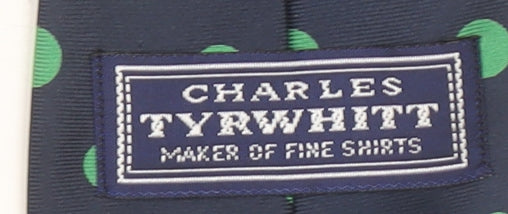 CHARLES
TYRWHITT
MAKER OF FINE SHIRTS